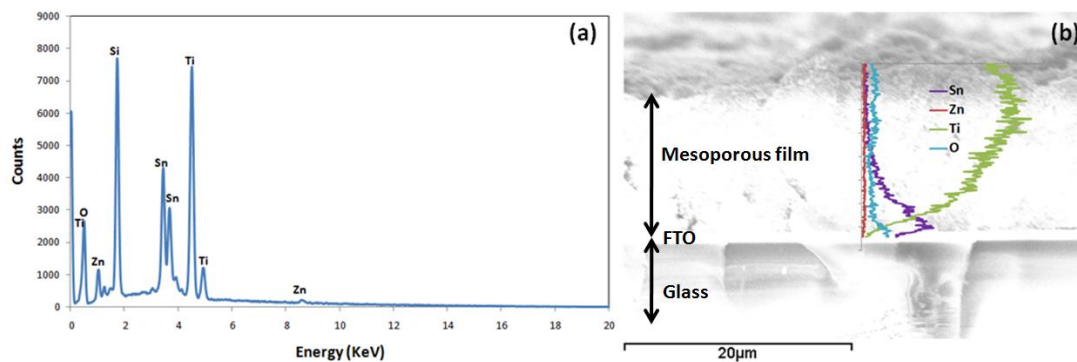 (a)
9000
8000
7000
6000
5000
4000
3000
2000
1000
0
Counts
Si
Ti
Sn
Sn
O
Ti
Zn
Ti
Zn
0 2 4 6 8 10 12 14 16 18 20
Energy (KeV)
(b)
Sn
Zn
Ti
O
Mesoporous film
FTO
Glass
20μm